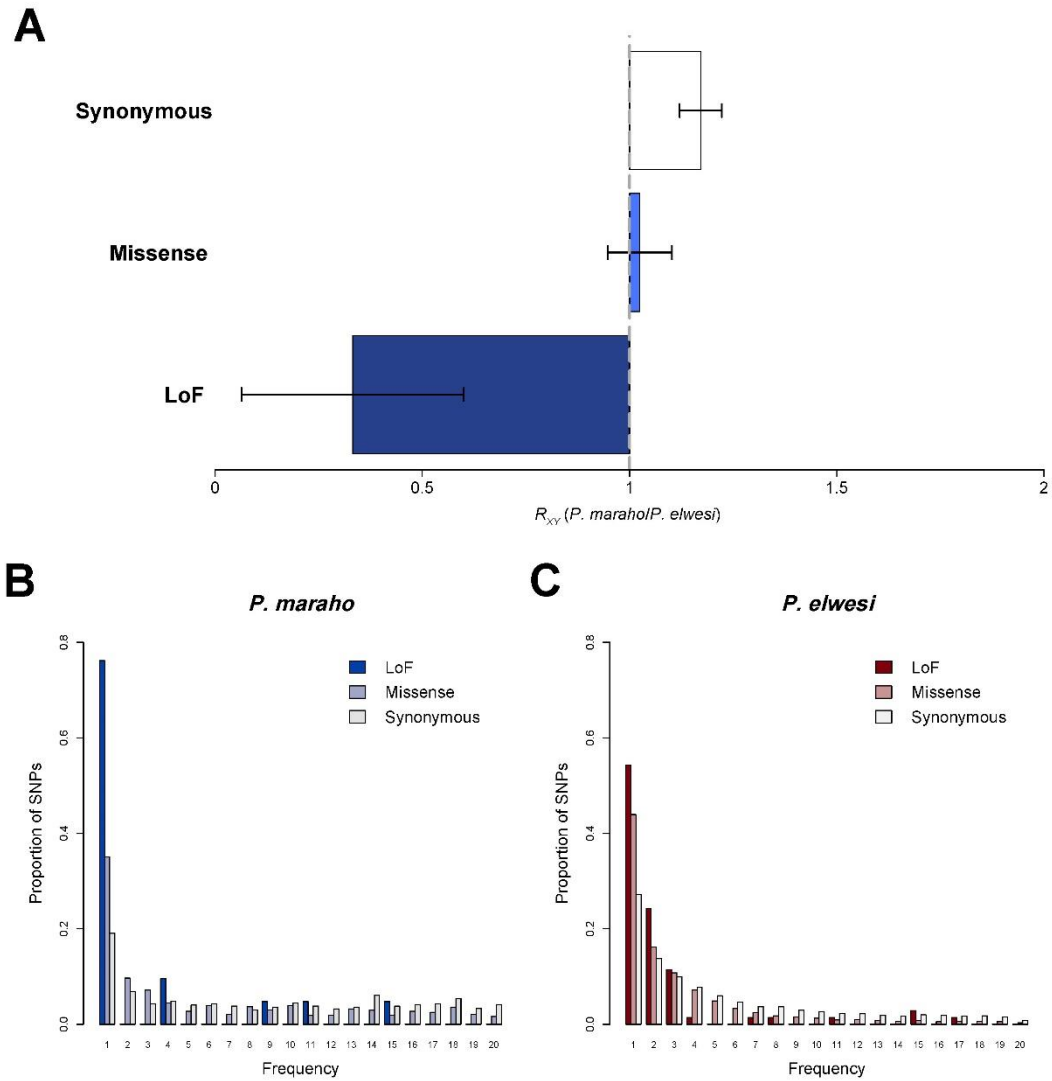 A
Synonymous
Missense
LoF
0 0.5 1 1.5 2
R_XY (P. maraho/P. elwesi)
B
P. maraho
LoF
Missense
Synonymous
Proportion of SNPs
0.8
0.6
0.4
0.2
0.0
1 2 3 4 5 6 7 8 9 10 11 12 13 14 15 16 17 18 19 20
Frequency
C
P. elwesi
LoF
Missense
Synonymous
Proportion of SNPs
0.8
0.6
0.4
0.2
0.0
1 2 3 4 5 6 7 8 9 10 11 12 13 14 15 16 17 18 19 20
Frequency